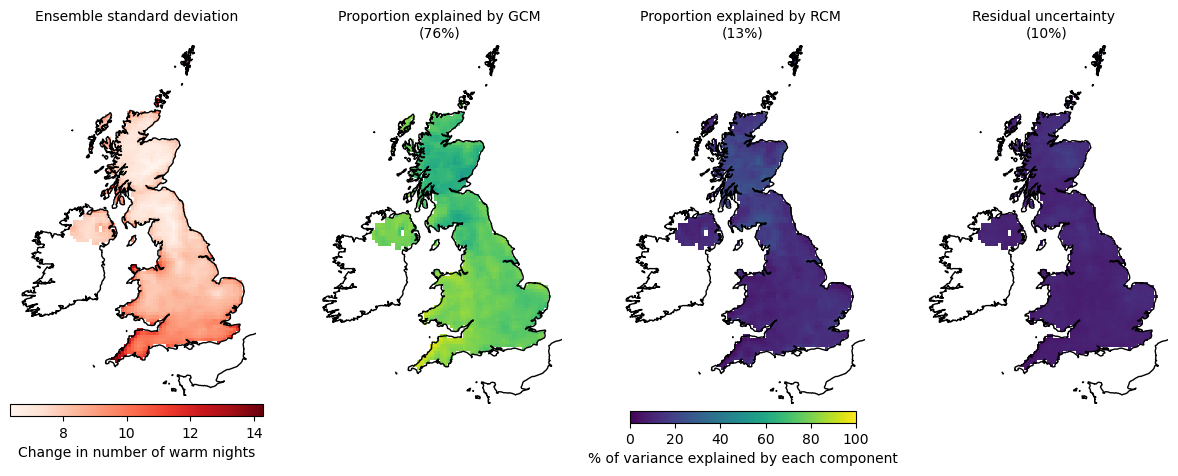 Ensemble standard deviation
Proportion explained by GCM
(76%)
Proportion explained by RCM
(13%)
Residual uncertainty
(10%)
8 10 12 14
Change in number of warm nights
0 20 40 60 80 100
% of variance explained by each component